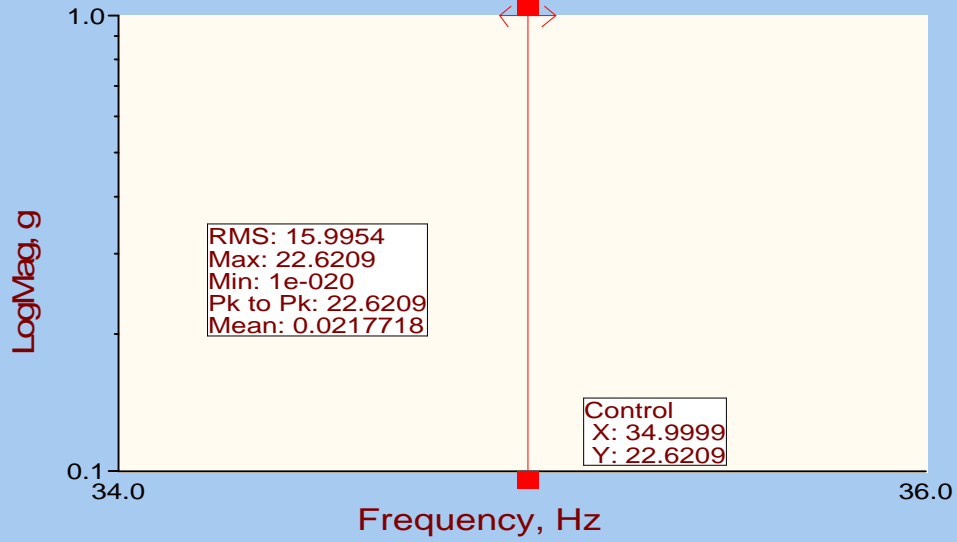 1.0
LogMag, g
RMS: 15.9954
Max: 22.6209
Min: 1e-020
Pk to Pk: 22.6209
Mean: 0.0217718
Control
X: 34.9999
Y: 22.6209
0.1
34.0
36.0
Frequency, Hz